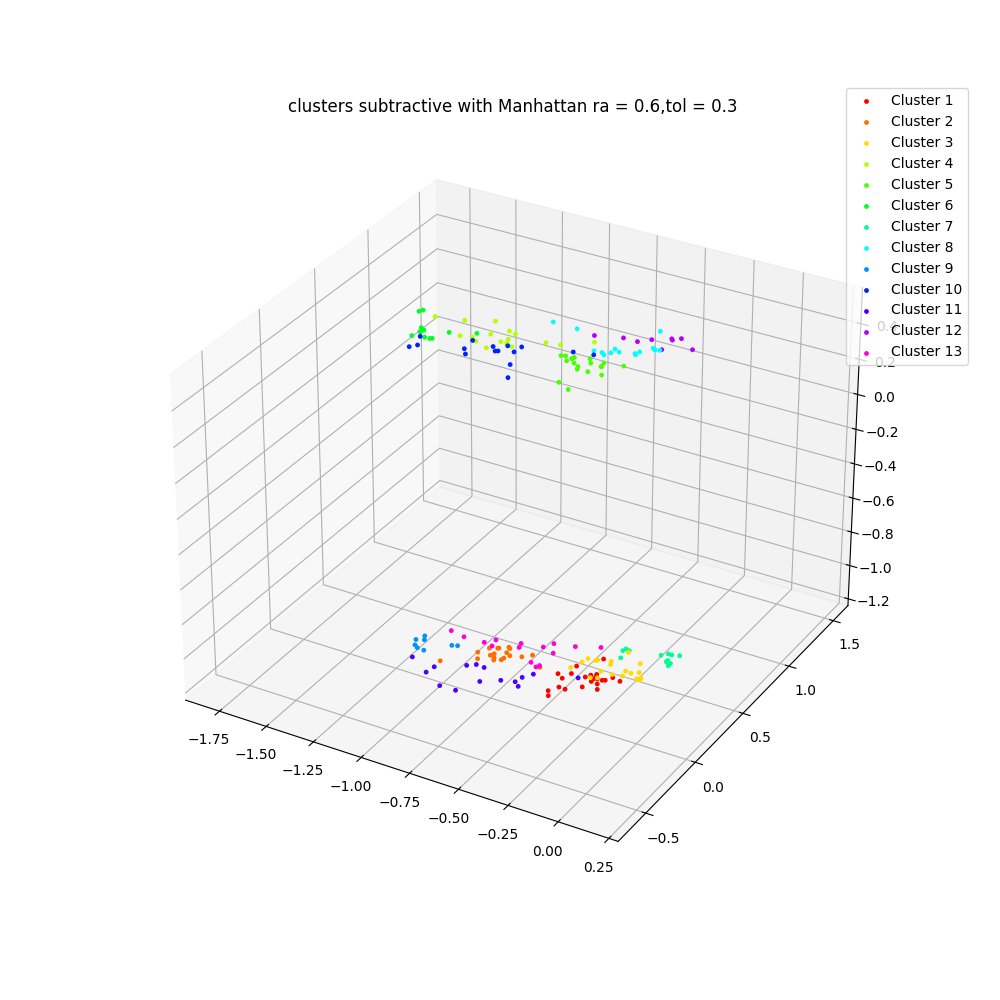 clusters subtractive with Manhattan ra = 0.6,tol = 0.3
Cluster 1
Cluster 2
Cluster 3
Cluster 4
Cluster 5
Cluster 6
Cluster 7
Cluster 8
Cluster 9
Cluster 10
Cluster 11
Cluster 12
Cluster 13
0.4
0.2
0.0
−0.2
−0.4
−0.6
−0.8
−1.0
−1.2
1.5
1.0
0.5
0.0
−0.5
−1.75
−1.50
−1.25
−1.00
−0.75
−0.50
−0.25
0.00
0.25